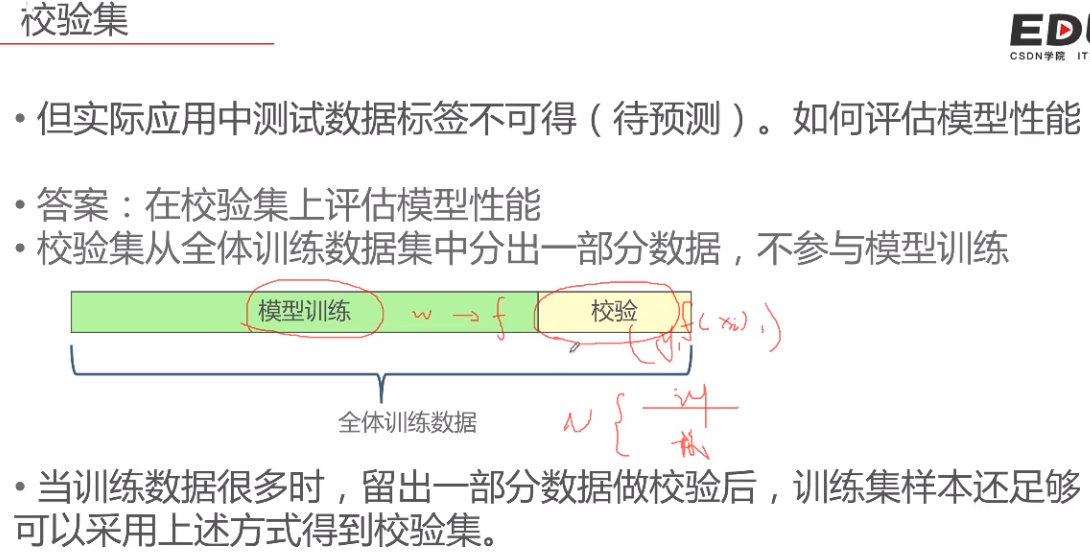 校验集
EDU
CSDN学院 IT
• 但实际应用中测试数据标签不可得（待预测）。如何评估模型性能
• 答案：在校验集上评估模型性能
• 校验集从全体训练数据集中分出一部分数据，不参与模型训练
模型训练 w → f 校验
全体训练数据
N { 训
校
• 当训练数据很多时，留出一部分数据做校验后，训练集样本还足够
可以采用上述方式得到校验集。